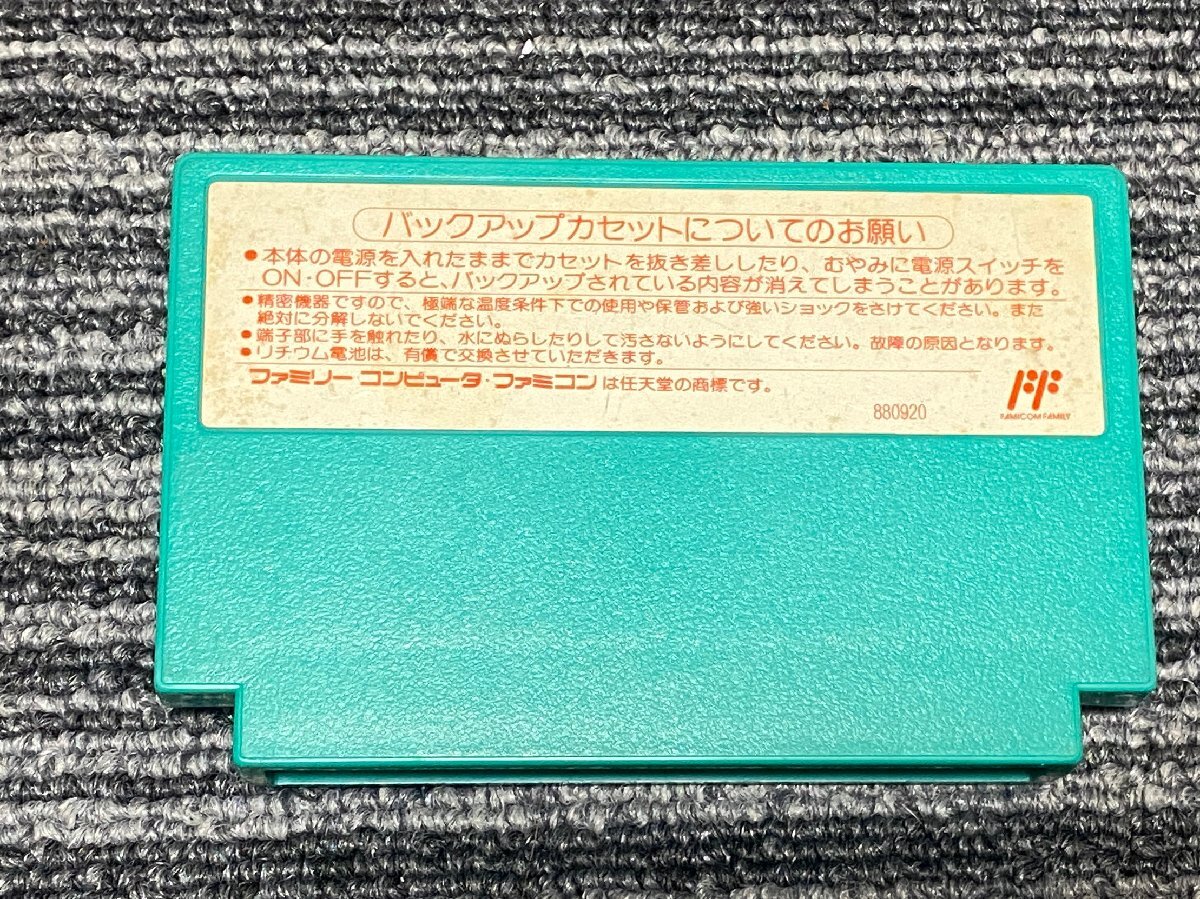 バックアップカセットについてのお願い
●本体の電源を入れたままでカセットを抜き差ししたり、むやみに電源スイッチを
ON・OFFすると、バックアップされている内容が消えてしまうことがあります。
●精密機器ですので、極端な温度条件下での使用や保管および強いショックをさけてください。また
絶対に分解しないでください。
●端子部に手を触れたり、水にぬらしたりして汚さないようにしてください。故障の原因となります。
●リチウム電池は、有償で交換させていただきます。
ファミリーコンピュータ・ファミコンは任天堂の商標です。
880920
FAMICOM FAMILY